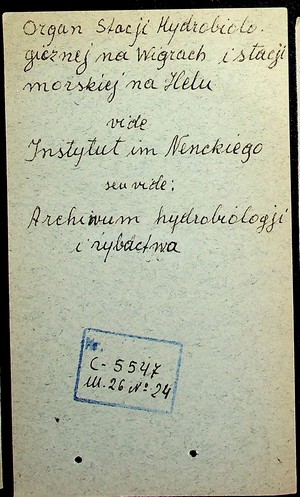 Organ Stacji Hydrobiolo-
gicznej na Wigrach i stacji
morskiej na Helu
vide
Instytut im Nenckiego
seu vide:
Archiwum hydrobiologji
i rybactwa
Nr.
C-5547
III. 26 No 24